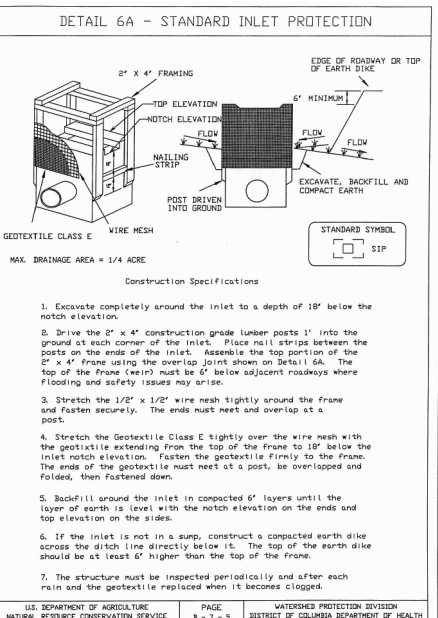 DETAIL 6A - STANDARD INLET PROTECTION
EDGE OF ROADWAY OR TOP
OF EARTH DIKE
2" X 4" FRAMING
6" MINIMUM
TOP ELEVATION
NOTCH ELEVATION
FLOW
FLOW
FLOW
NAILING
STRIP
18"
EXCAVATE, BACKFILL AND
COMPACT EARTH
POST DRIVEN
INTO GROUND
WIRE MESH
GEOTEXTILE CLASS E
STANDARD SYMBOL
SIP
MAX. DRAINAGE AREA = 1/4 ACRE
Construction Specifications
1. Excavate completely around the inlet to a depth of 18" below the
notch elevation.
2. Drive the 2" x 4" construction grade lumber posts 1' into the
ground at each corner of the inlet. Place nail strips between the
posts on the ends of the inlet. Assemble the top portion of the
2" x 4" frame using the overlap joint shown on Detail 6A. The
top of the frame (weir) must be 6" below adjacent roadways where
flooding and safety issues may arise.
3. Stretch the 1/2" x 1/2" wire mesh tightly around the frame
and fasten securely. The ends must meet and overlap at a
post.
4. Stretch the Geotextile Class E tightly over the wire mesh with
the geotixtile extending from the top of the frame to 18" below the
inlet notch elevation. Fasten the geotextile firmly to the frame.
The ends of the geotextile must meet at a post, be overlapped and
folded, then fastened down.
5. Backfill around the inlet in compacted 6" layers until the
layer of earth is level with the notch elevation on the ends and
top elevation on the sides.
6. If the inlet is not in a sump, construct a compacted earth dike
across the ditch line directly below it. The top of the earth dike
should be at least 6" higher than the top of the frame.
7. The structure must be inspected periodically and after each
rain and the geotextile replaced when it becomes clogged.
U.S. DEPARTMENT OF AGRICULTURE
NATURAL RESOURCE CONSERVATION SERVICE
PAGE
B - 7 - 5
WATERSHED PROTECTION DIVISION
DISTRICT OF COLUMBIA DEPARTMENT OF HEALTH